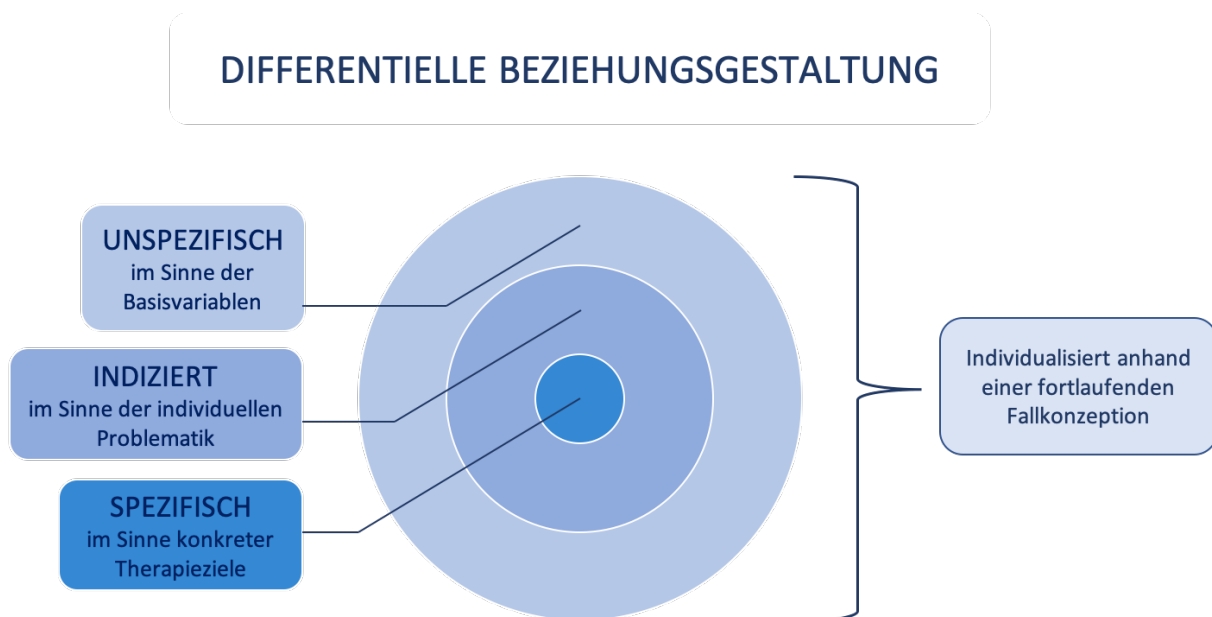 DIFFERENTIELLE BEZIEHUNGSGESTALTUNG
UNSPEZIFISCH
im Sinne der
Basisvariablen
INDIZIERT
im Sinne der individuellen
Problematik
SPEZIFISCH
im Sinne konkreter
Therapieziele
Individualisiert anhand
einer fortlaufenden
Fallkonzeption